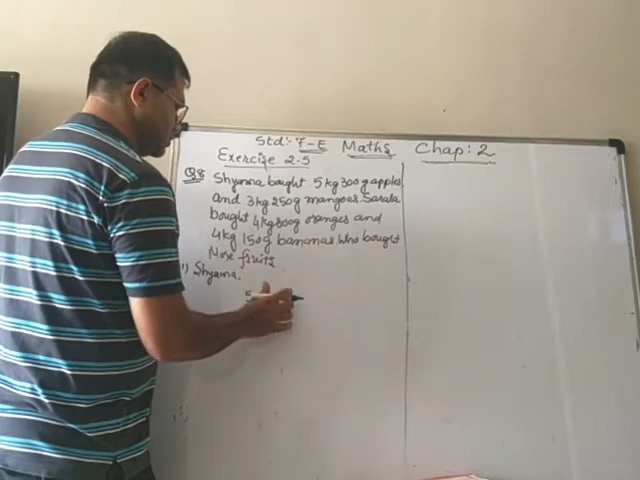 Std:- 7-E Maths Chap: 2
Exercise 2.5
Q8 Shyama bought 5kg 300g apples
and 3kg 250g mangoes. Sarala
bought 4kg 800g oranges and
4kg 150g bananas. Who bought
More fruits
1) Shyama.